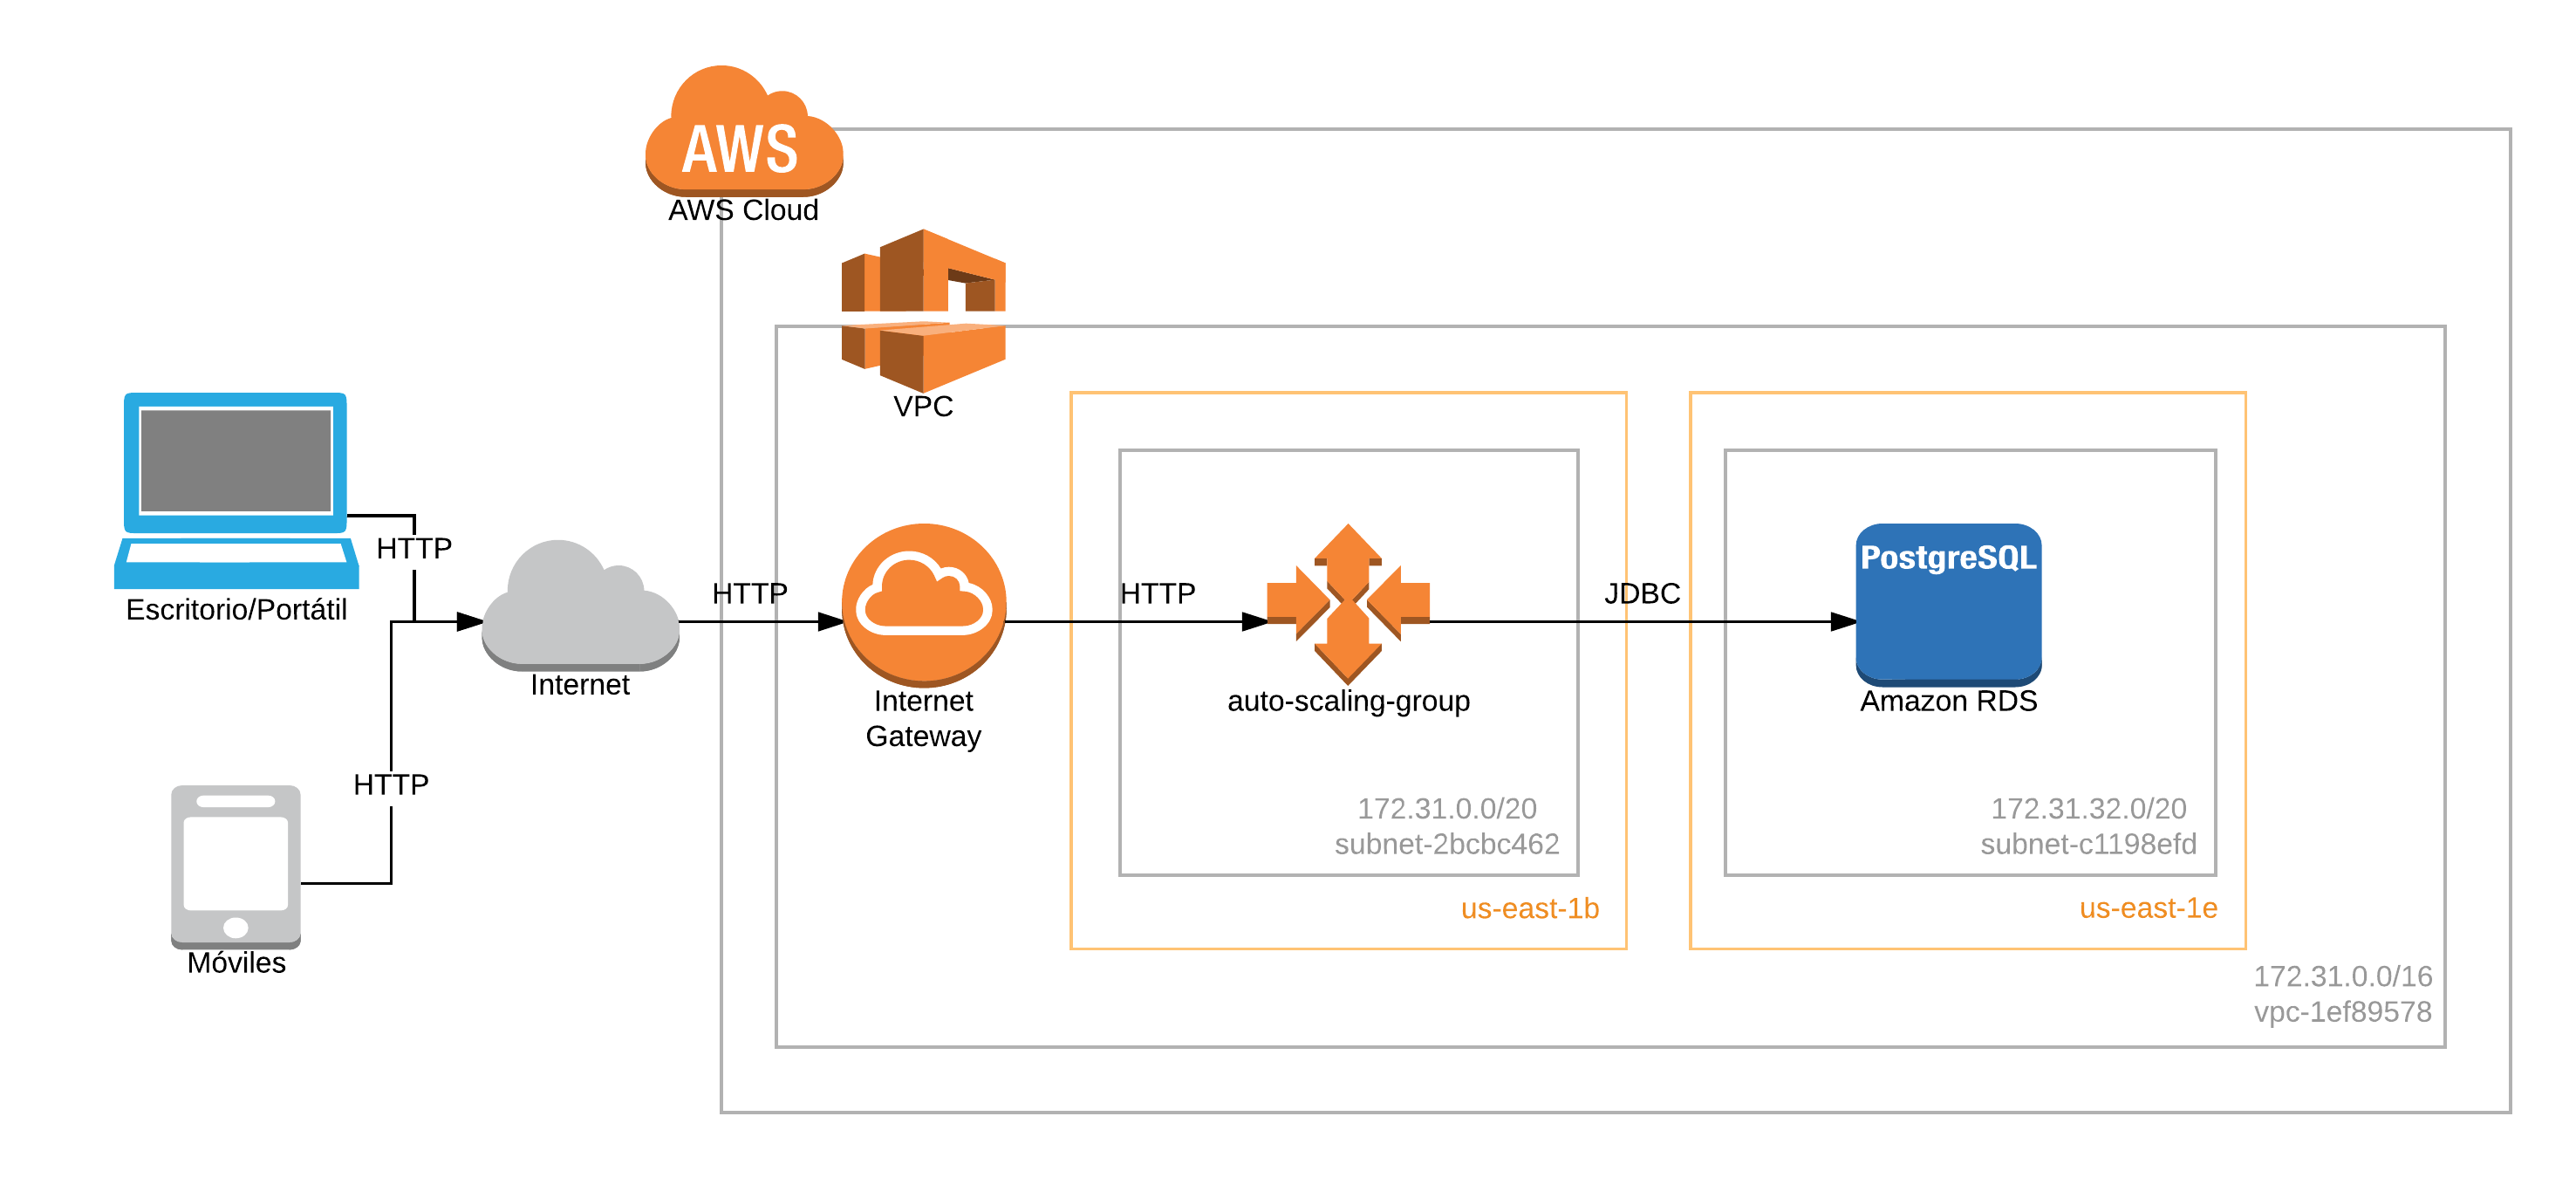 AWS
AWS Cloud
VPC
Escritorio/Portátil
HTTP
HTTP
Móviles
Internet
HTTP
Internet
Gateway
HTTP
auto-scaling-group
172.31.0.0/20
subnet-2bcbc462
us-east-1b
JDBC
PostgreSQL
Amazon RDS
172.31.32.0/20
subnet-c1198efd
us-east-1e
172.31.0.0/16
vpc-1ef89578